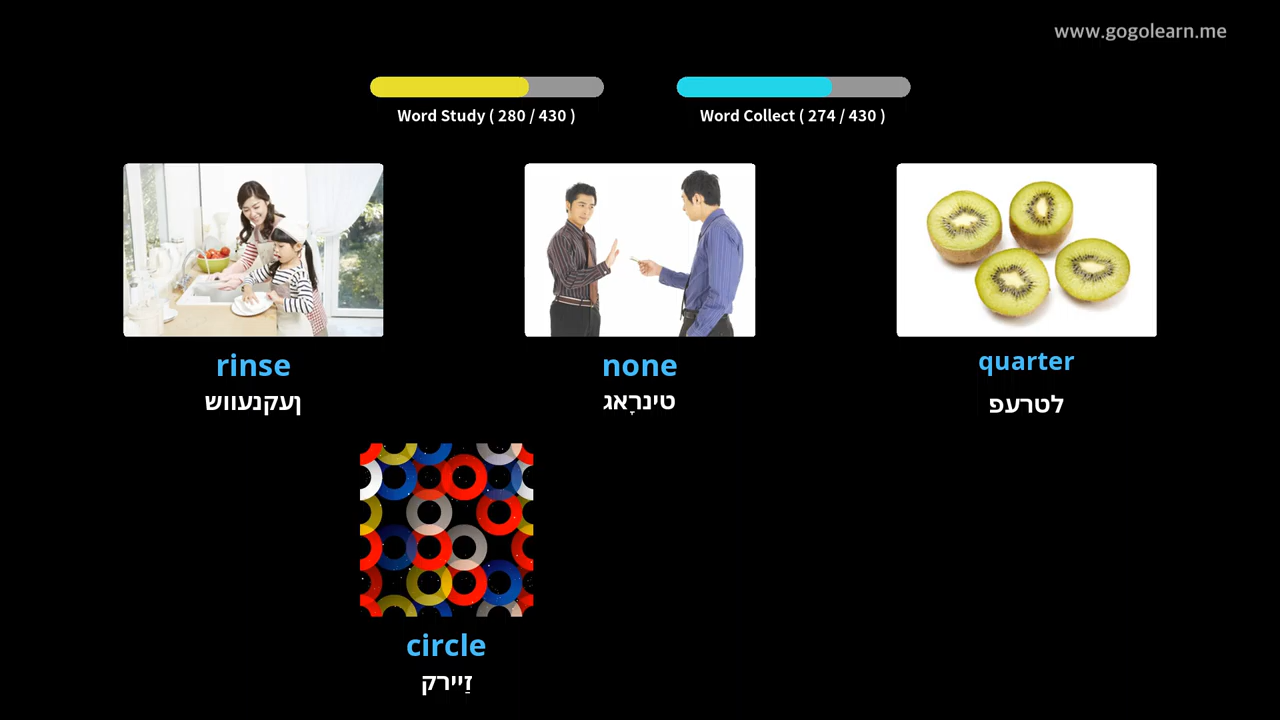 www.gogolearn.me
Word Study ( 280 / 430 )
Word Collect ( 274 / 430 )
rinse
ןעקנעווש
none
טינרָאג
quarter
לטרעפ
circle
זַיירק